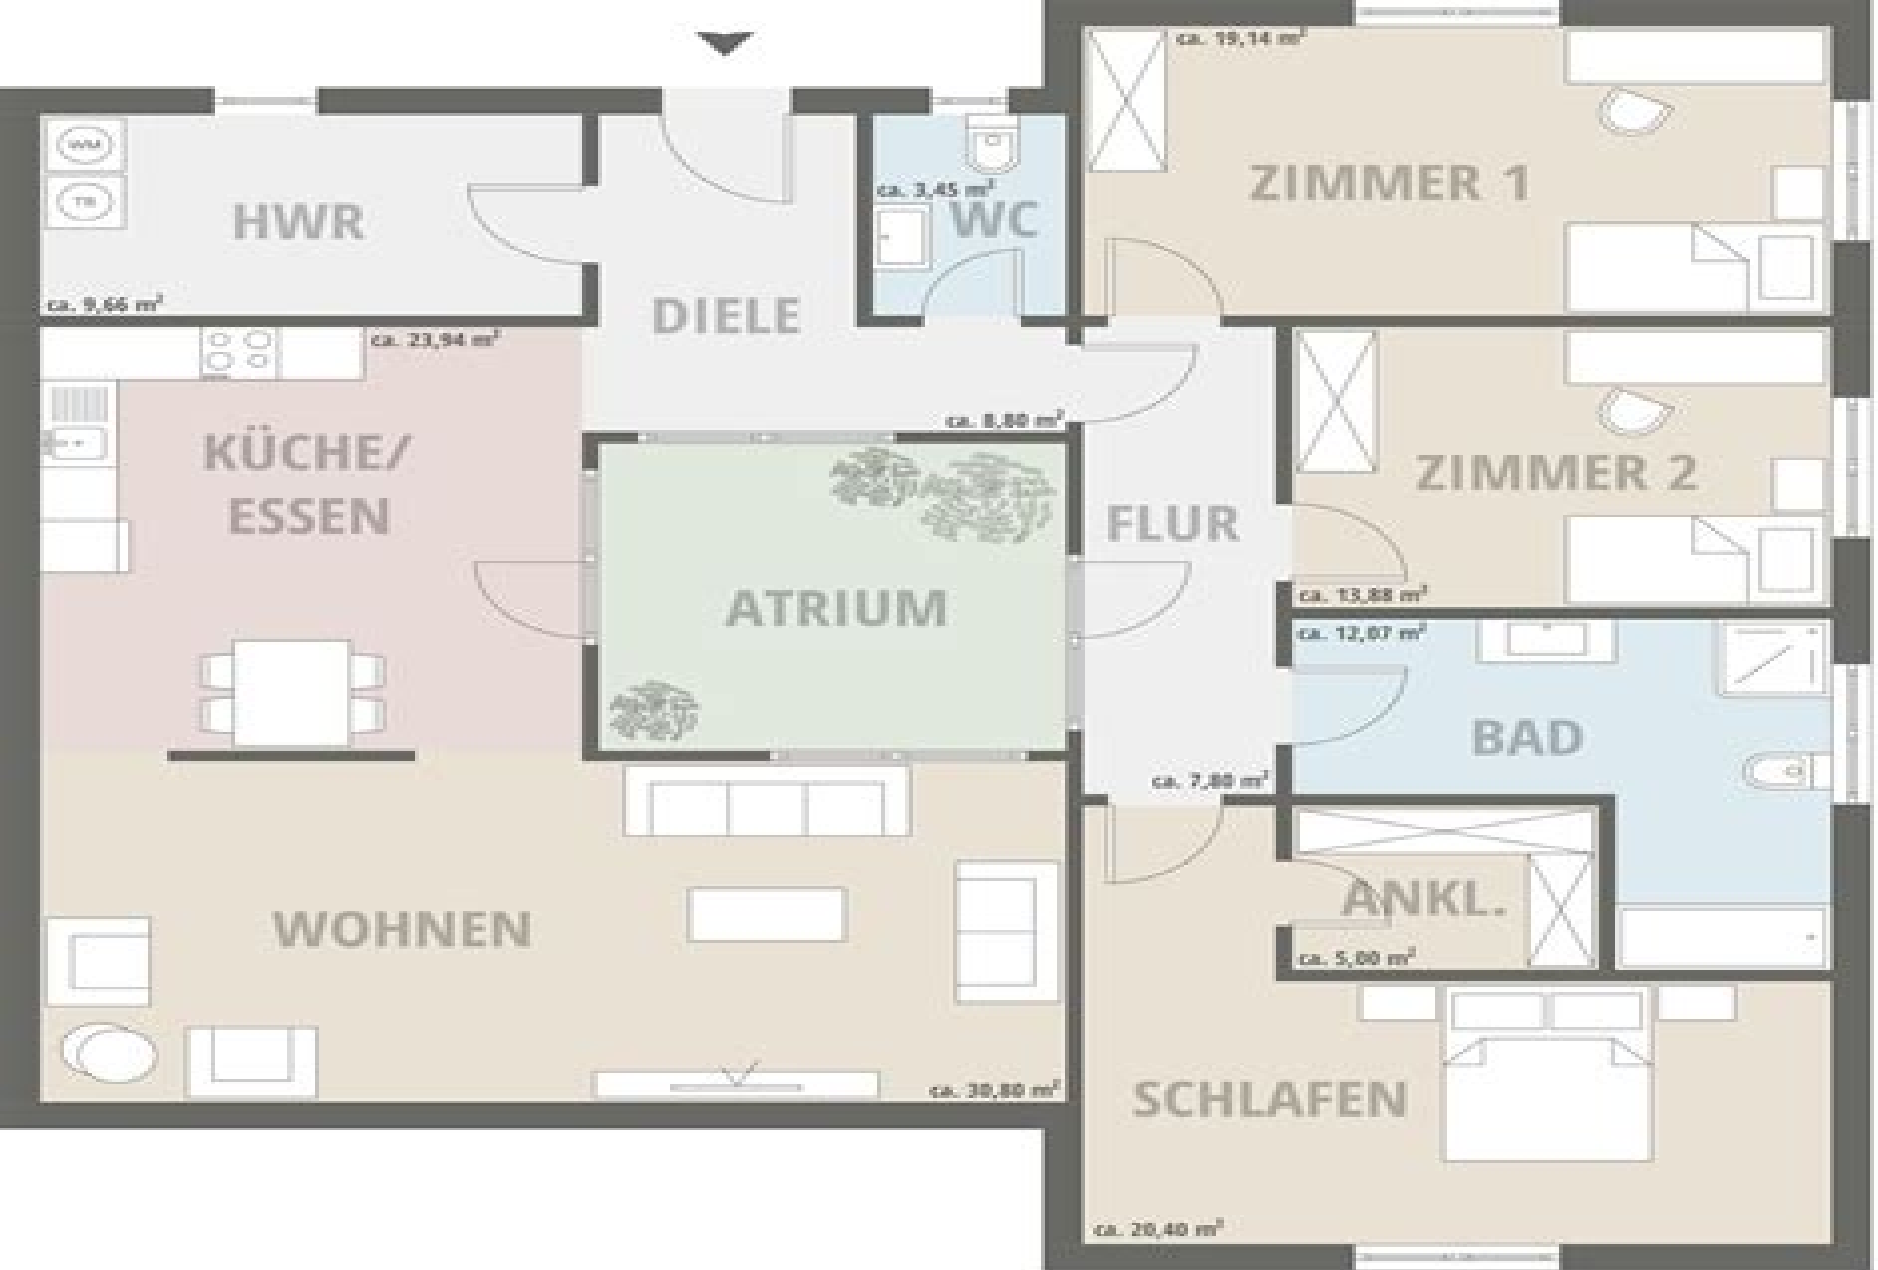 ca. 19,14 m²
WM
TR
ZIMMER 1
ca. 3,45 m²
HWR
WC
ca. 9,66 m²
DIELE
ca. 23,94 m²
ca. 8,80 m²
KÜCHE/
ESSEN
ZIMMER 2
FLUR
ATRIUM
ca. 13,88 m²
ca. 12,07 m²
BAD
ca. 7,80 m²
ANKL.
WOHNEN
ca. 5,00 m²
ca. 30,80 m²
SCHLAFEN
ca. 20,40 m²